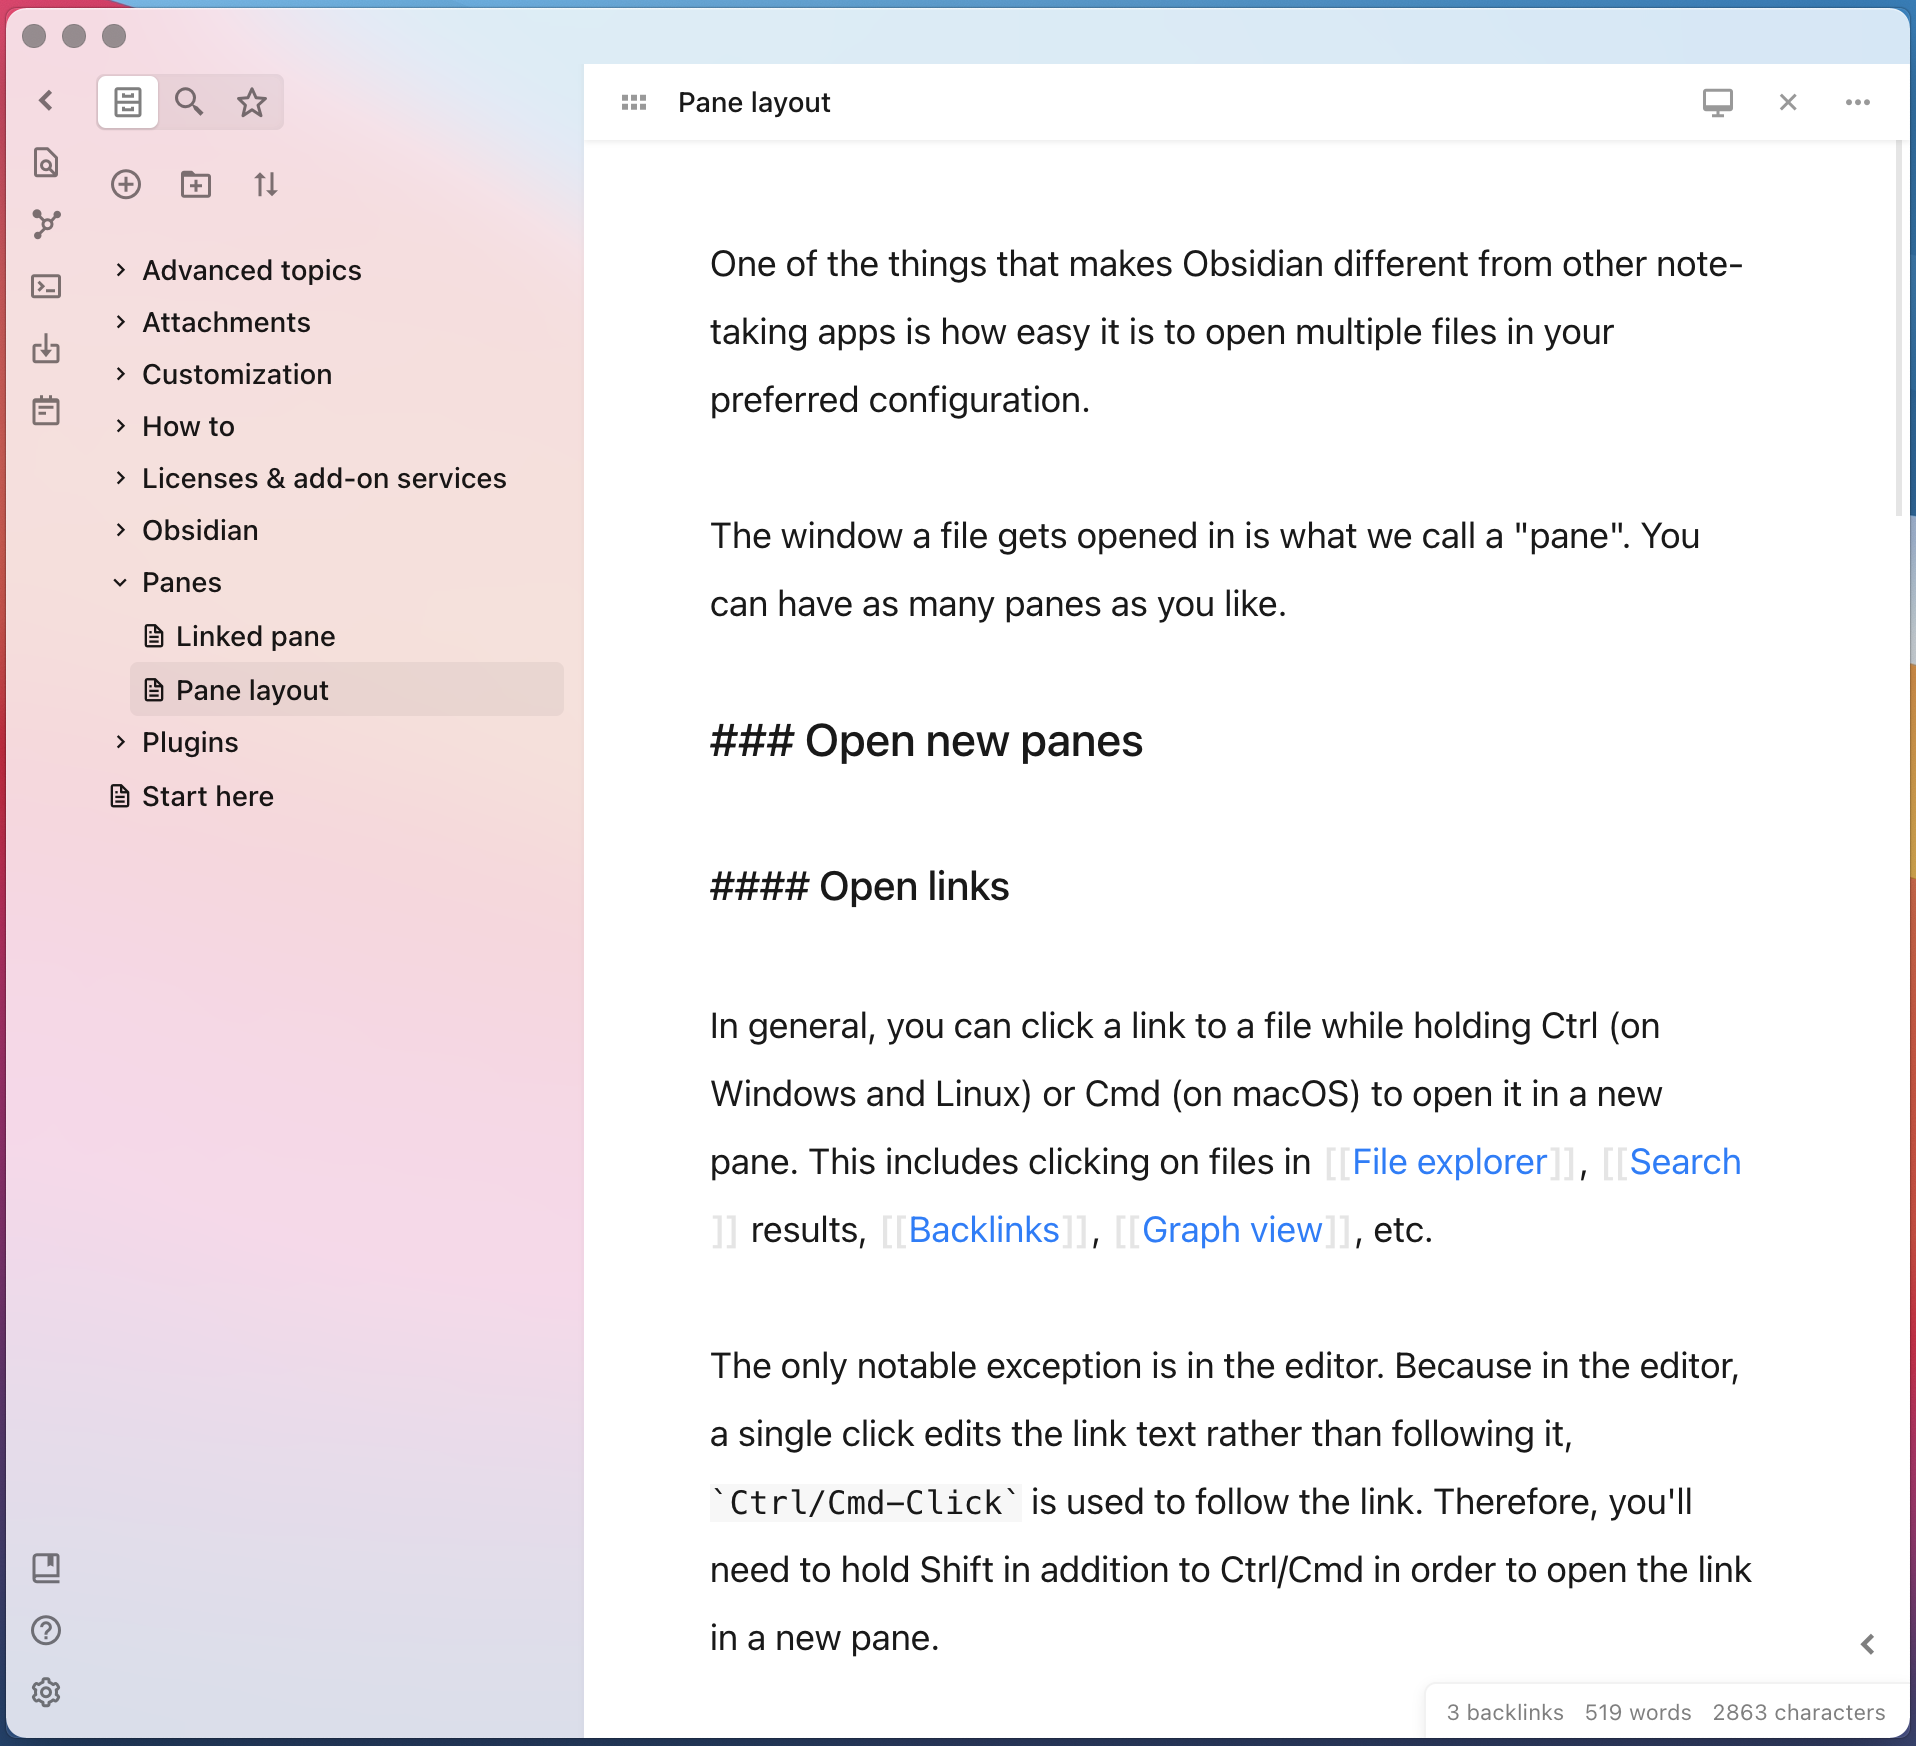 Pane layout
Advanced topics
Attachments
Customization
How to
Licenses & add-on services
Obsidian
Panes
Linked pane
Pane layout
Plugins
Start here
One of the things that makes Obsidian different from other note-
taking apps is how easy it is to open multiple files in your
preferred configuration.
The window a file gets opened in is what we call a "pane". You
can have as many panes as you like.
### Open new panes
#### Open links
In general, you can click a link to a file while holding Ctrl (on
Windows and Linux) or Cmd (on macOS) to open it in a new
pane. This includes clicking on files in [[File explorer]], [[Search
]] results, [[Backlinks]], [[Graph view]], etc.
The only notable exception is in the editor. Because in the editor,
a single click edits the link text rather than following it,
`Ctrl/Cmd-Click` is used to follow the link. Therefore, you'll
need to hold Shift in addition to Ctrl/Cmd in order to open the link
in a new pane.
3 backlinks 519 words 2863 characters